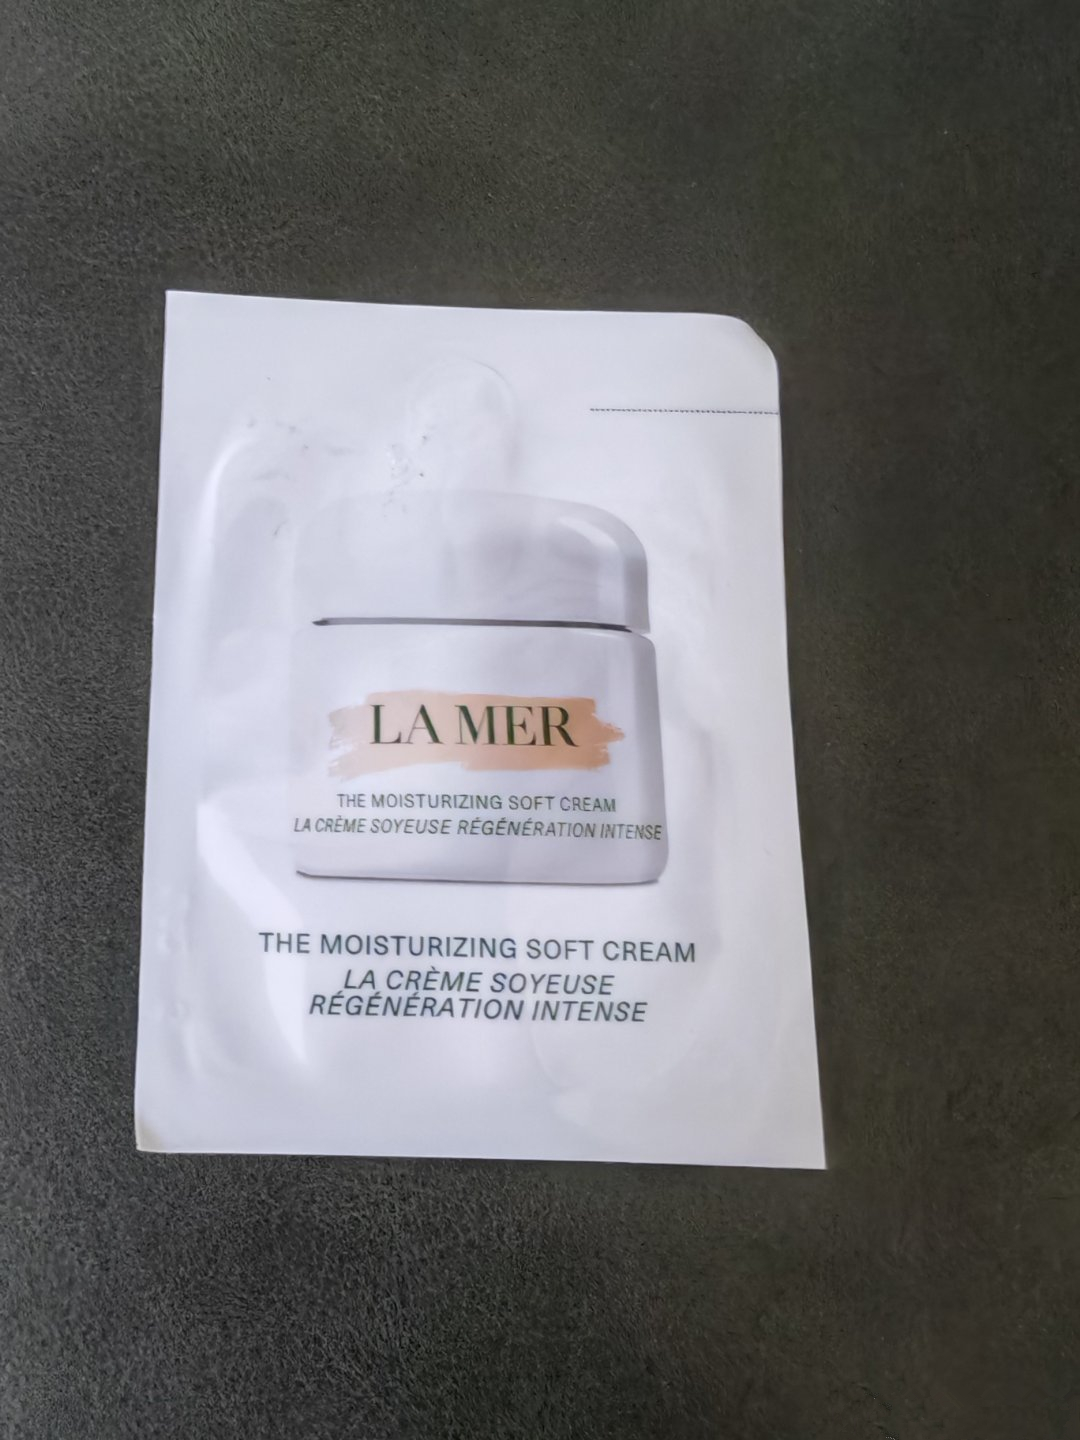 LA MER
THE MOISTURIZING SOFT CREAM
LA CRÈME SOYEUSE RÉGÉNÉRATION INTENSE
THE MOISTURIZING SOFT CREAM
LA CRÈME SOYEUSE
RÉGÉNÉRATION INTENSE